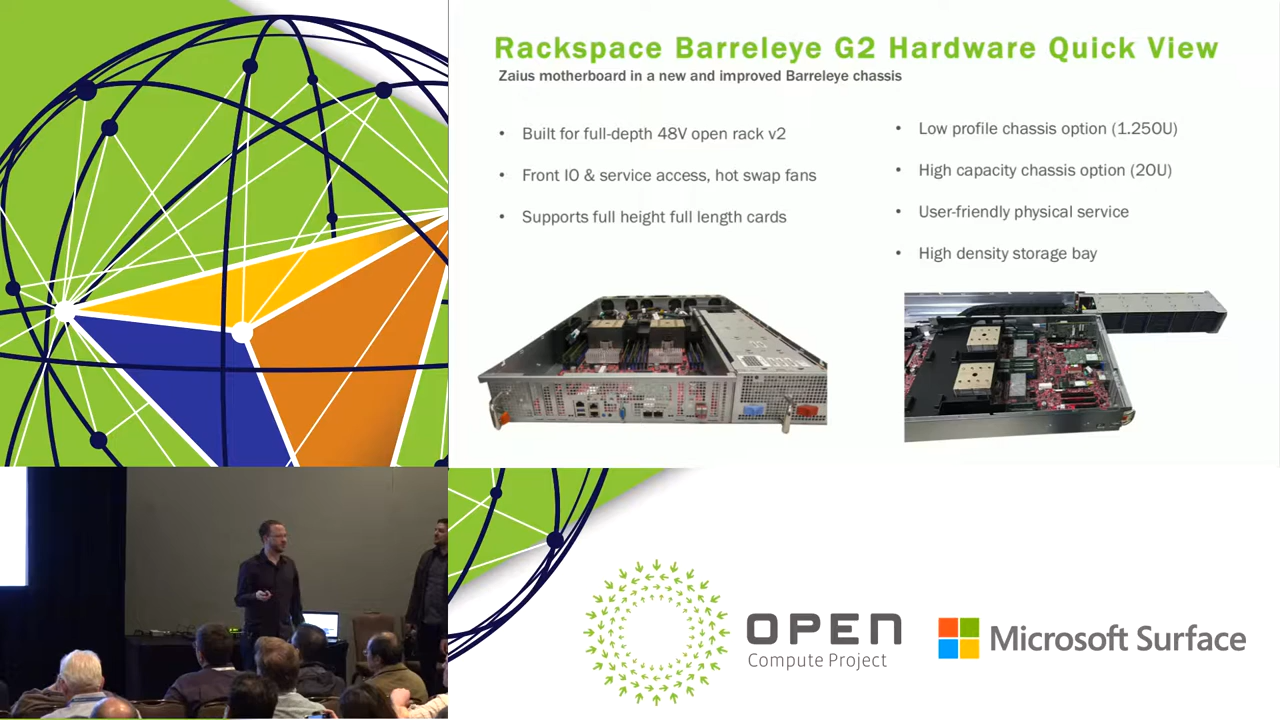 Rackspace Barreleye G2 Hardware Quick View
Zaius motherboard in a new and improved Barreleye chassis
• Built for full-depth 48V open rack v2
• Front IO & service access, hot swap fans
• Supports full height full length cards
• Low profile chassis option (1.25OU)
• High capacity chassis option (2OU)
• User-friendly physical service
• High density storage bay
OPEN
Compute Project
Microsoft Surface